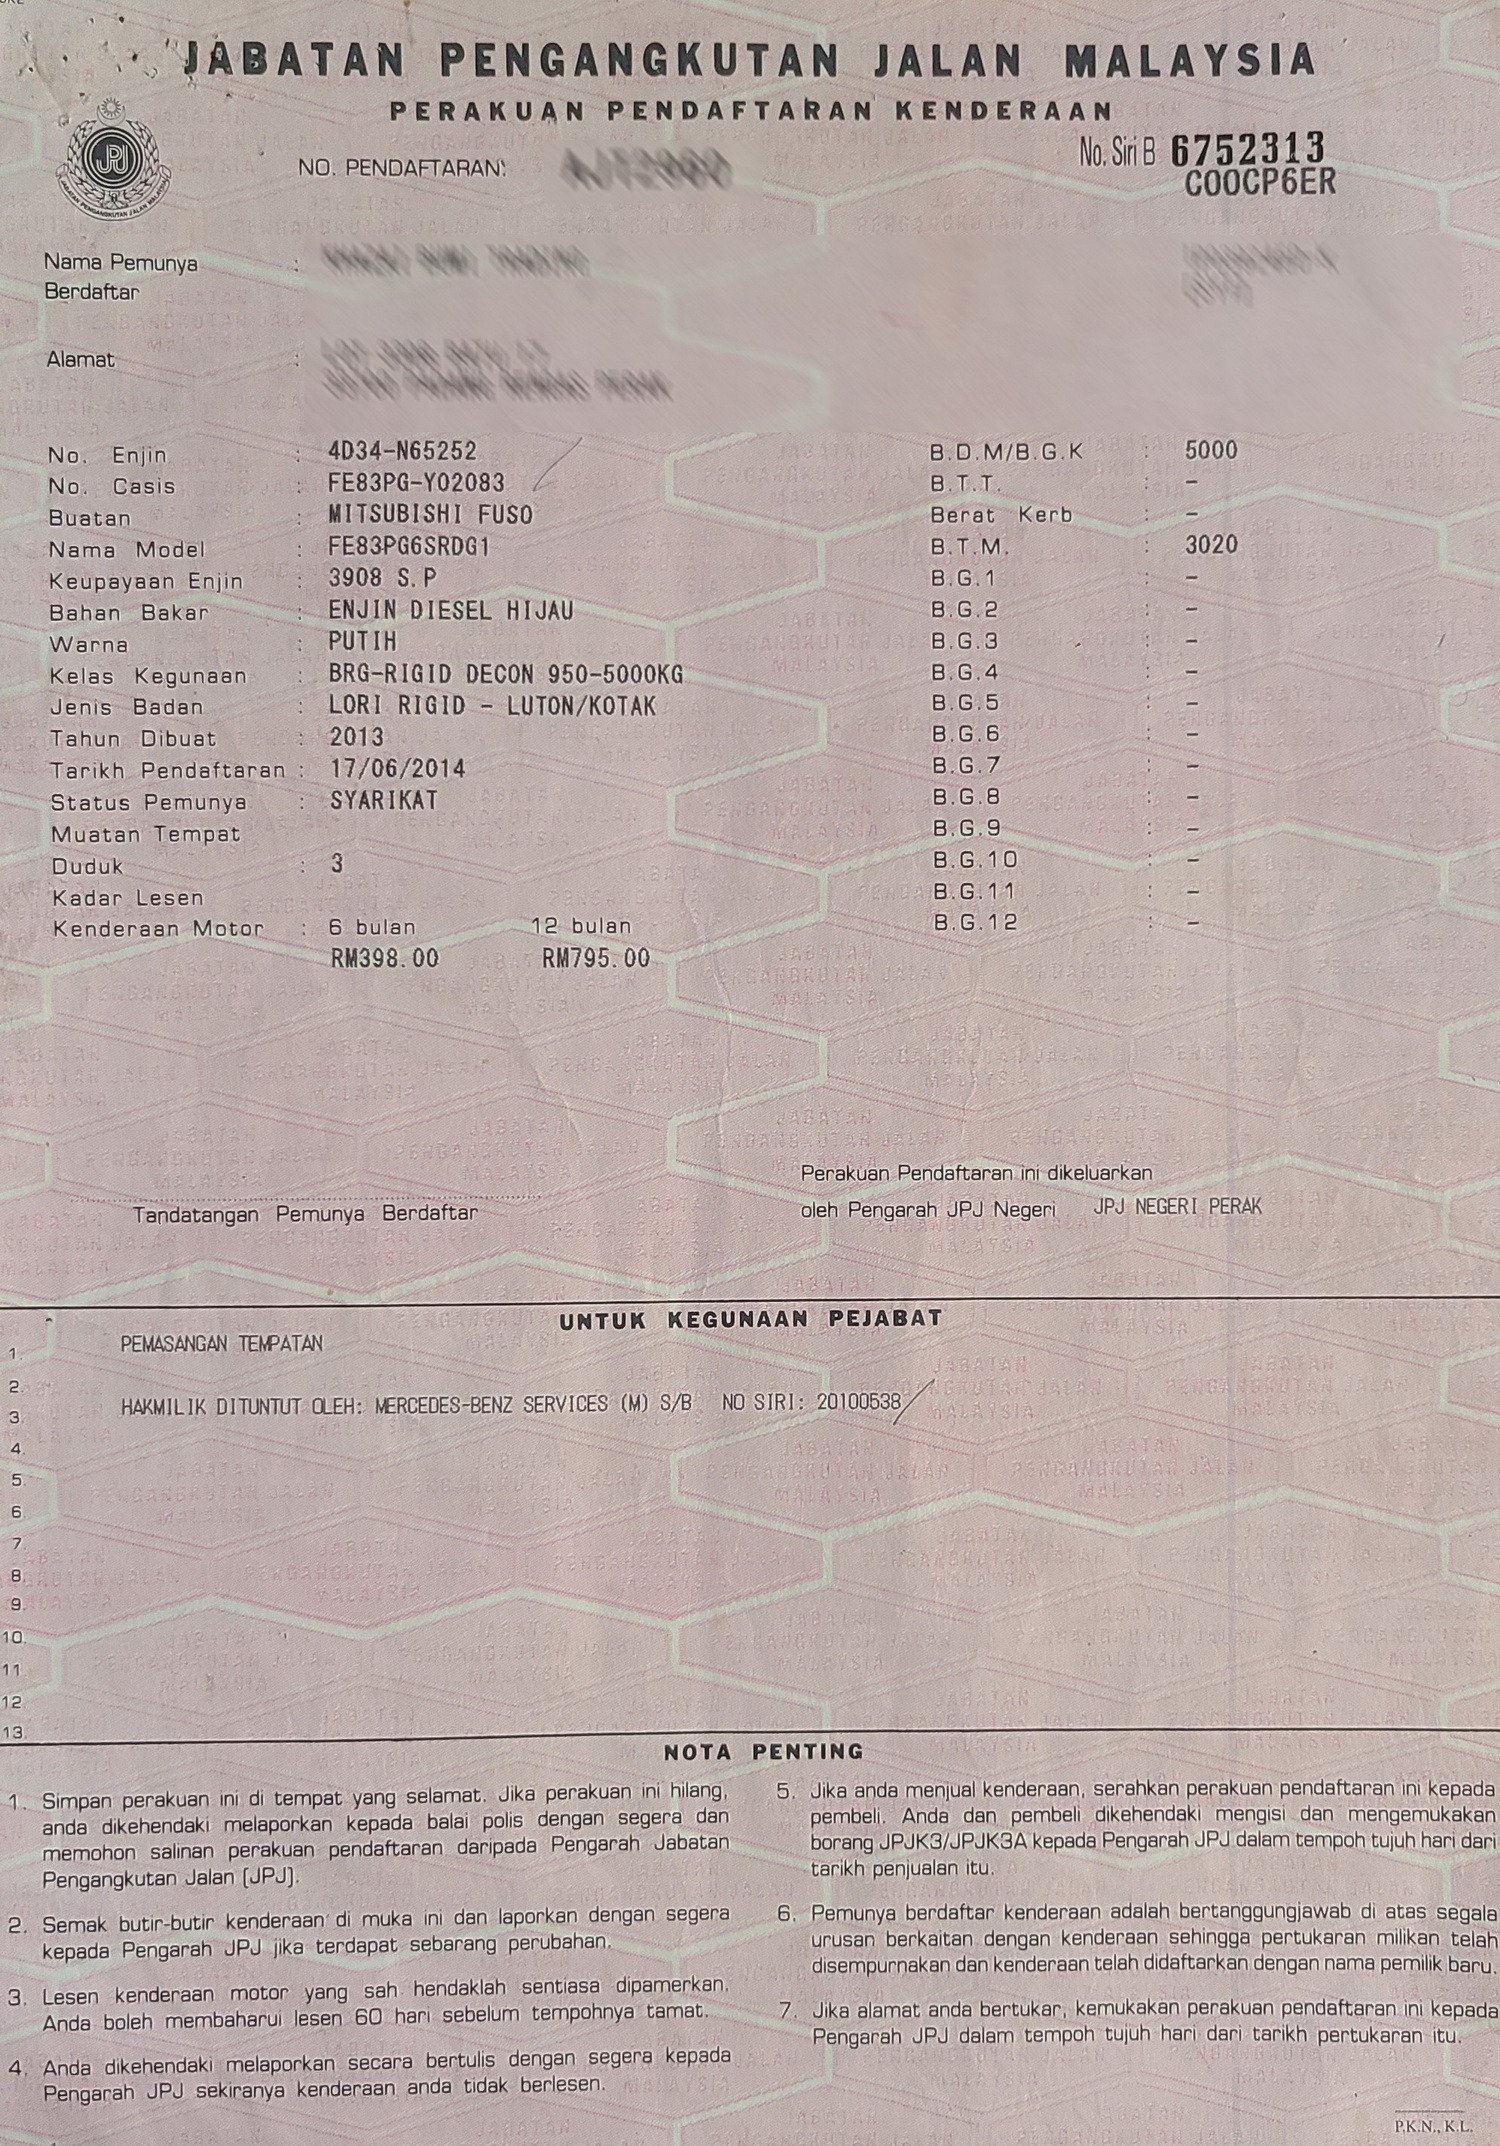 JABATAN PENGANGKUTAN JALAN MALAYSIA
PERAKUAN PENDAFTARAN KENDERAAN
No. Siri B 6752313
NO. PENDAFTARAN:
C00CP6ER
Nama Pemunya :
Berdaftar
Alamat :
No. Enjin : 4D34-N65252 B.D.M/B.G.K : 5000
No. Casis : FE83PG-Y02083 B.T.T. : -
Buatan : MITSUBISHI FUSO Berat Kerb : -
Nama Model : FE83PG6SRDG1 B.T.M. : 3020
Keupayaan Enjin : 3908 S.P B.G.1 : -
Bahan Bakar : ENJIN DIESEL HIJAU B.G.2 : -
Warna : PUTIH B.G.3 : -
Kelas Kegunaan : BRG-RIGID DECON 950-5000KG B.G.4 : -
Jenis Badan : LORI RIGID - LUTON/KOTAK B.G.5 : -
Tahun Dibuat : 2013 B.G.6 : -
Tarikh Pendaftaran : 17/06/2014 B.G.7 : -
Status Pemunya : SYARIKAT B.G.8 : -
Muatan Tempat B.G.9 : -
Duduk : 3 B.G.10 : -
Kadar Lesen B.G.11 : -
Kenderaan Motor : 6 bulan 12 bulan B.G.12 : -
RM398.00 RM795.00
Perakuan Pendaftaran ini dikeluarkan
Tandatangan Pemunya Berdaftar oleh Pengarah JPJ Negeri JPJ NEGERI PERAK
UNTUK KEGUNAAN PEJABAT
1. PEMASANGAN TEMPATAN
2.
3. HAKMILIK DITUNTUT OLEH: MERCEDES-BENZ SERVICES (M) S/B NO SIRI: 20100538
4.
5.
6.
7.
8.
9.
10.
11.
12.
13.
NOTA PENTING
1. Simpan perakuan ini di tempat yang selamat. Jika perakuan ini hilang,
anda dikehendaki melaporkan kepada balai polis dengan segera dan
memohon salinan perakuan pendaftaran daripada Pengarah Jabatan
Pengangkutan Jalan (JPJ).
2. Semak butir-butir kenderaan di muka ini dan laporkan dengan segera
kepada Pengarah JPJ jika terdapat sebarang perubahan.
3. Lesen kenderaan motor yang sah hendaklah sentiasa dipamerkan.
Anda boleh membaharui lesen 60 hari sebelum tempohnya tamat.
4. Anda dikehendaki melaporkan secara bertulis dengan segera kepada
Pengarah JPJ sekiranya kenderaan anda tidak berlesen.
5. Jika anda menjual kenderaan, serahkan perakuan pendaftaran ini kepada
pembeli. Anda dan pembeli dikehendaki mengisi dan mengemukakan
borang JPJK3/JPJK3A kepada Pengarah JPJ dalam tempoh tujuh hari dari
tarikh penjualan itu.
6. Pemunya berdaftar kenderaan adalah bertanggungjawab di atas segala
urusan berkaitan dengan kenderaan sehingga pertukaran milikan telah
disempurnakan dan kenderaan telah didaftarkan dengan nama pemilik baru.
7. Jika alamat anda bertukar, kemukakan perakuan pendaftaran ini kepada
Pengarah JPJ dalam tempoh tujuh hari dari tarikh pertukaran itu.
P.K.N., K.L.